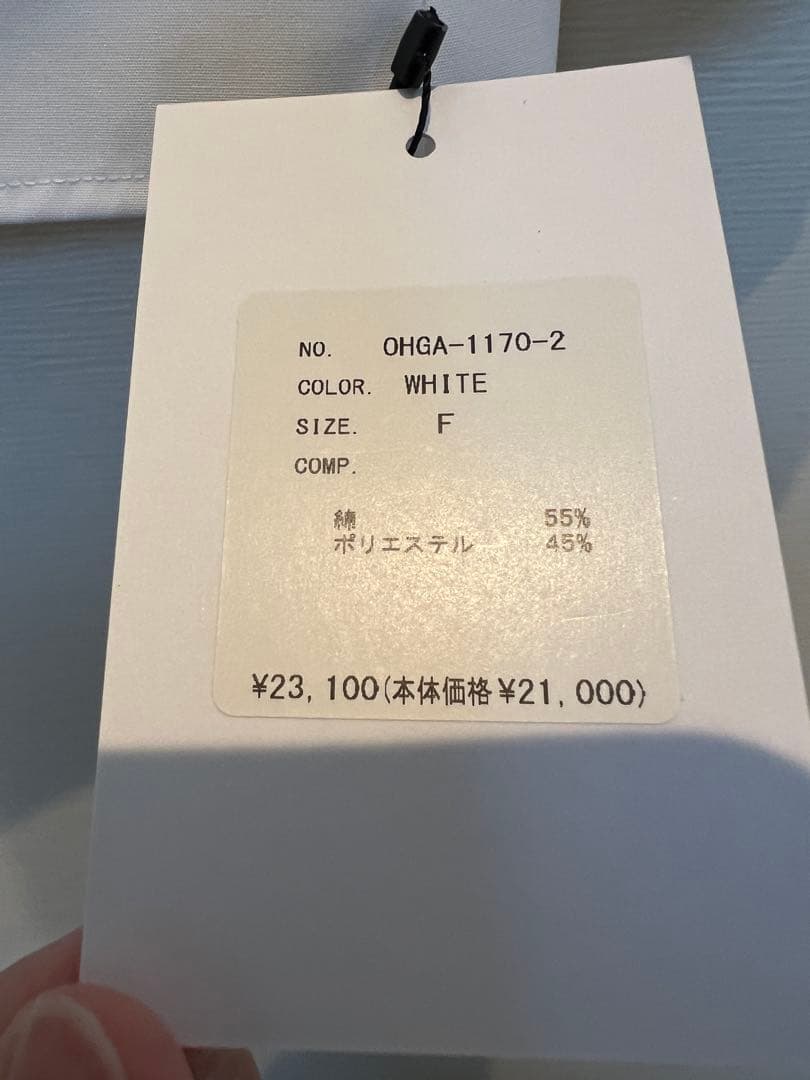 NO. OHGA-1170-2
COLOR. WHITE
SIZE. F
COMP.
綿 55%
ポリエステル 45%
¥23,100(本体価格¥21,000)